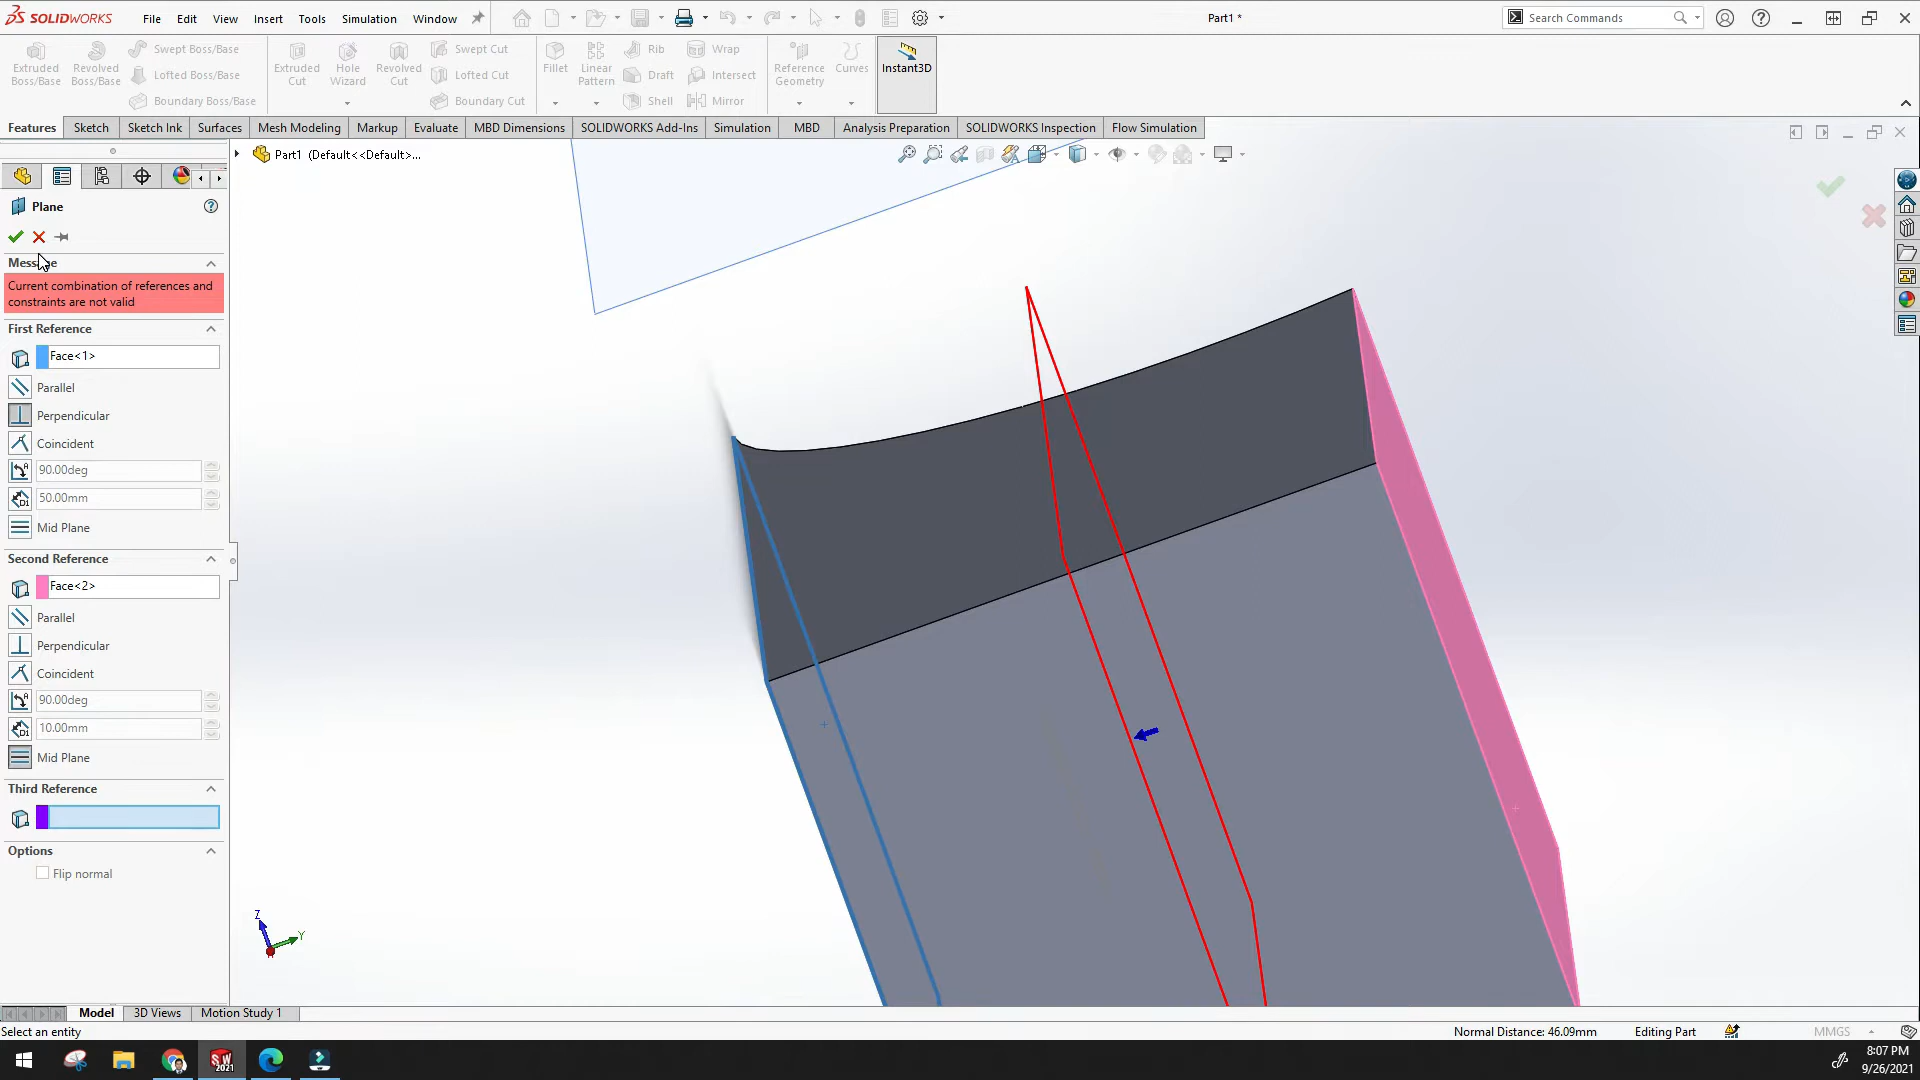 SOLIDWORKS File Edit View Insert Tools Simulation Window Part1 * Search Commands
Extruded Boss/Base
Revolved Boss/Base
Swept Boss/Base
Lofted Boss/Base
Boundary Boss/Base
Extruded Cut
Hole Wizard
Revolved Cut
Swept Cut
Lofted Cut
Boundary Cut
Fillet
Linear Pattern
Rib
Draft
Shell
Wrap
Intersect
Mirror
Reference Geometry
Curves
Instant3D
Features Sketch Sketch Ink Surfaces Mesh Modeling Markup Evaluate MBD Dimensions SOLIDWORKS Add-Ins Simulation MBD Analysis Preparation SOLIDWORKS Inspection Flow Simulation
Part1 (Default<<Default>...
Plane
Message
Current combination of references and
constraints are not valid
First Reference
Face<1>
Parallel
Perpendicular
Coincident
90.00deg
50.00mm
Mid Plane
Second Reference
Face<2>
Parallel
Perpendicular
Coincident
90.00deg
10.00mm
Mid Plane
Third Reference
Options
Flip normal
Z
Y
Model 3D Views Motion Study 1
Select an entity Normal Distance: 46.09mm Editing Part MMGS
SW 2021
8:07 PM
9/26/2021